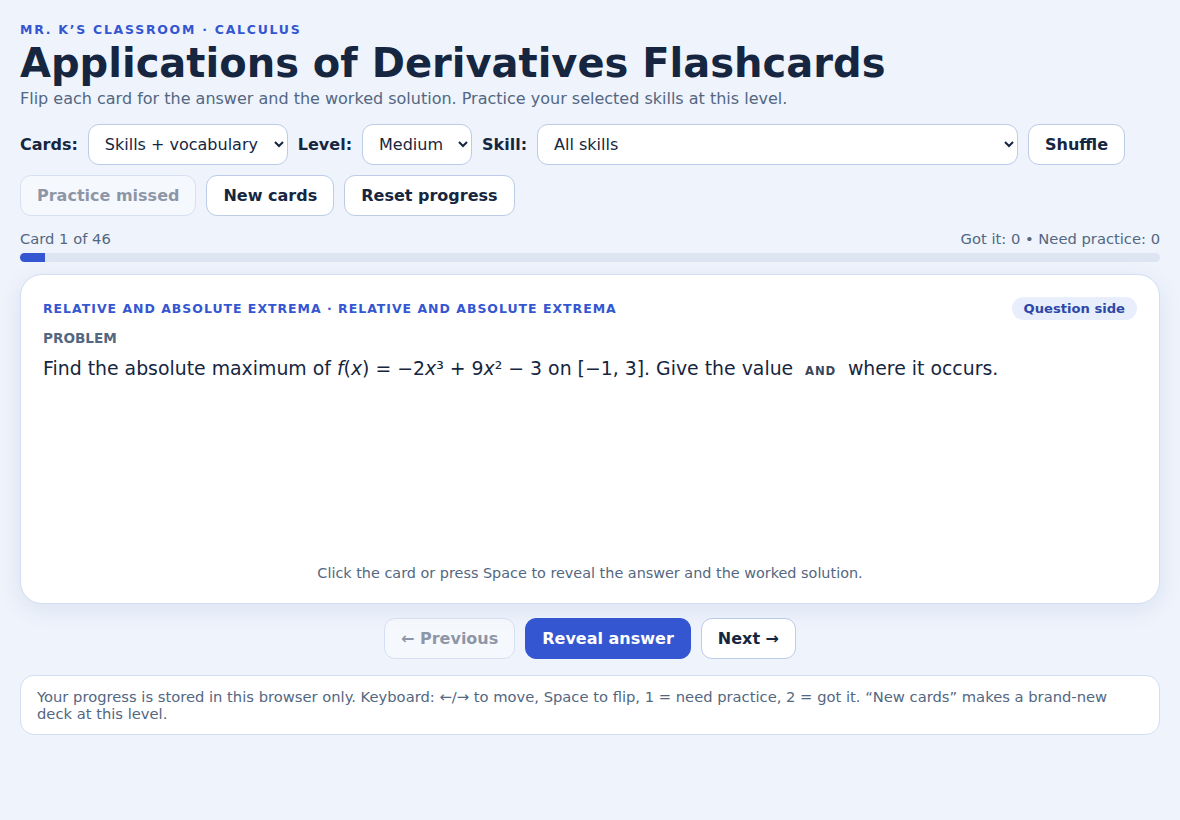 MR. K’S CLASSROOM · CALCULUS
Applications of Derivatives Flashcards
Flip each card for the answer and the worked solution. Practice your selected skills at this level.
Cards: Skills + vocabulary Level: Medium Skill: All skills Shuffle
Practice missed New cards Reset progress
Card 1 of 46 Got it: 0 • Need practice: 0
RELATIVE AND ABSOLUTE EXTREMA · RELATIVE AND ABSOLUTE EXTREMA Question side
PROBLEM
Find the absolute maximum of f(x) = −2x³ + 9x² − 3 on [−1, 3]. Give the value AND where it occurs.
Click the card or press Space to reveal the answer and the worked solution.
← Previous Reveal answer Next →
Your progress is stored in this browser only. Keyboard: ←/→ to move, Space to flip, 1 = need practice, 2 = got it. “New cards” makes a brand-new
deck at this level.